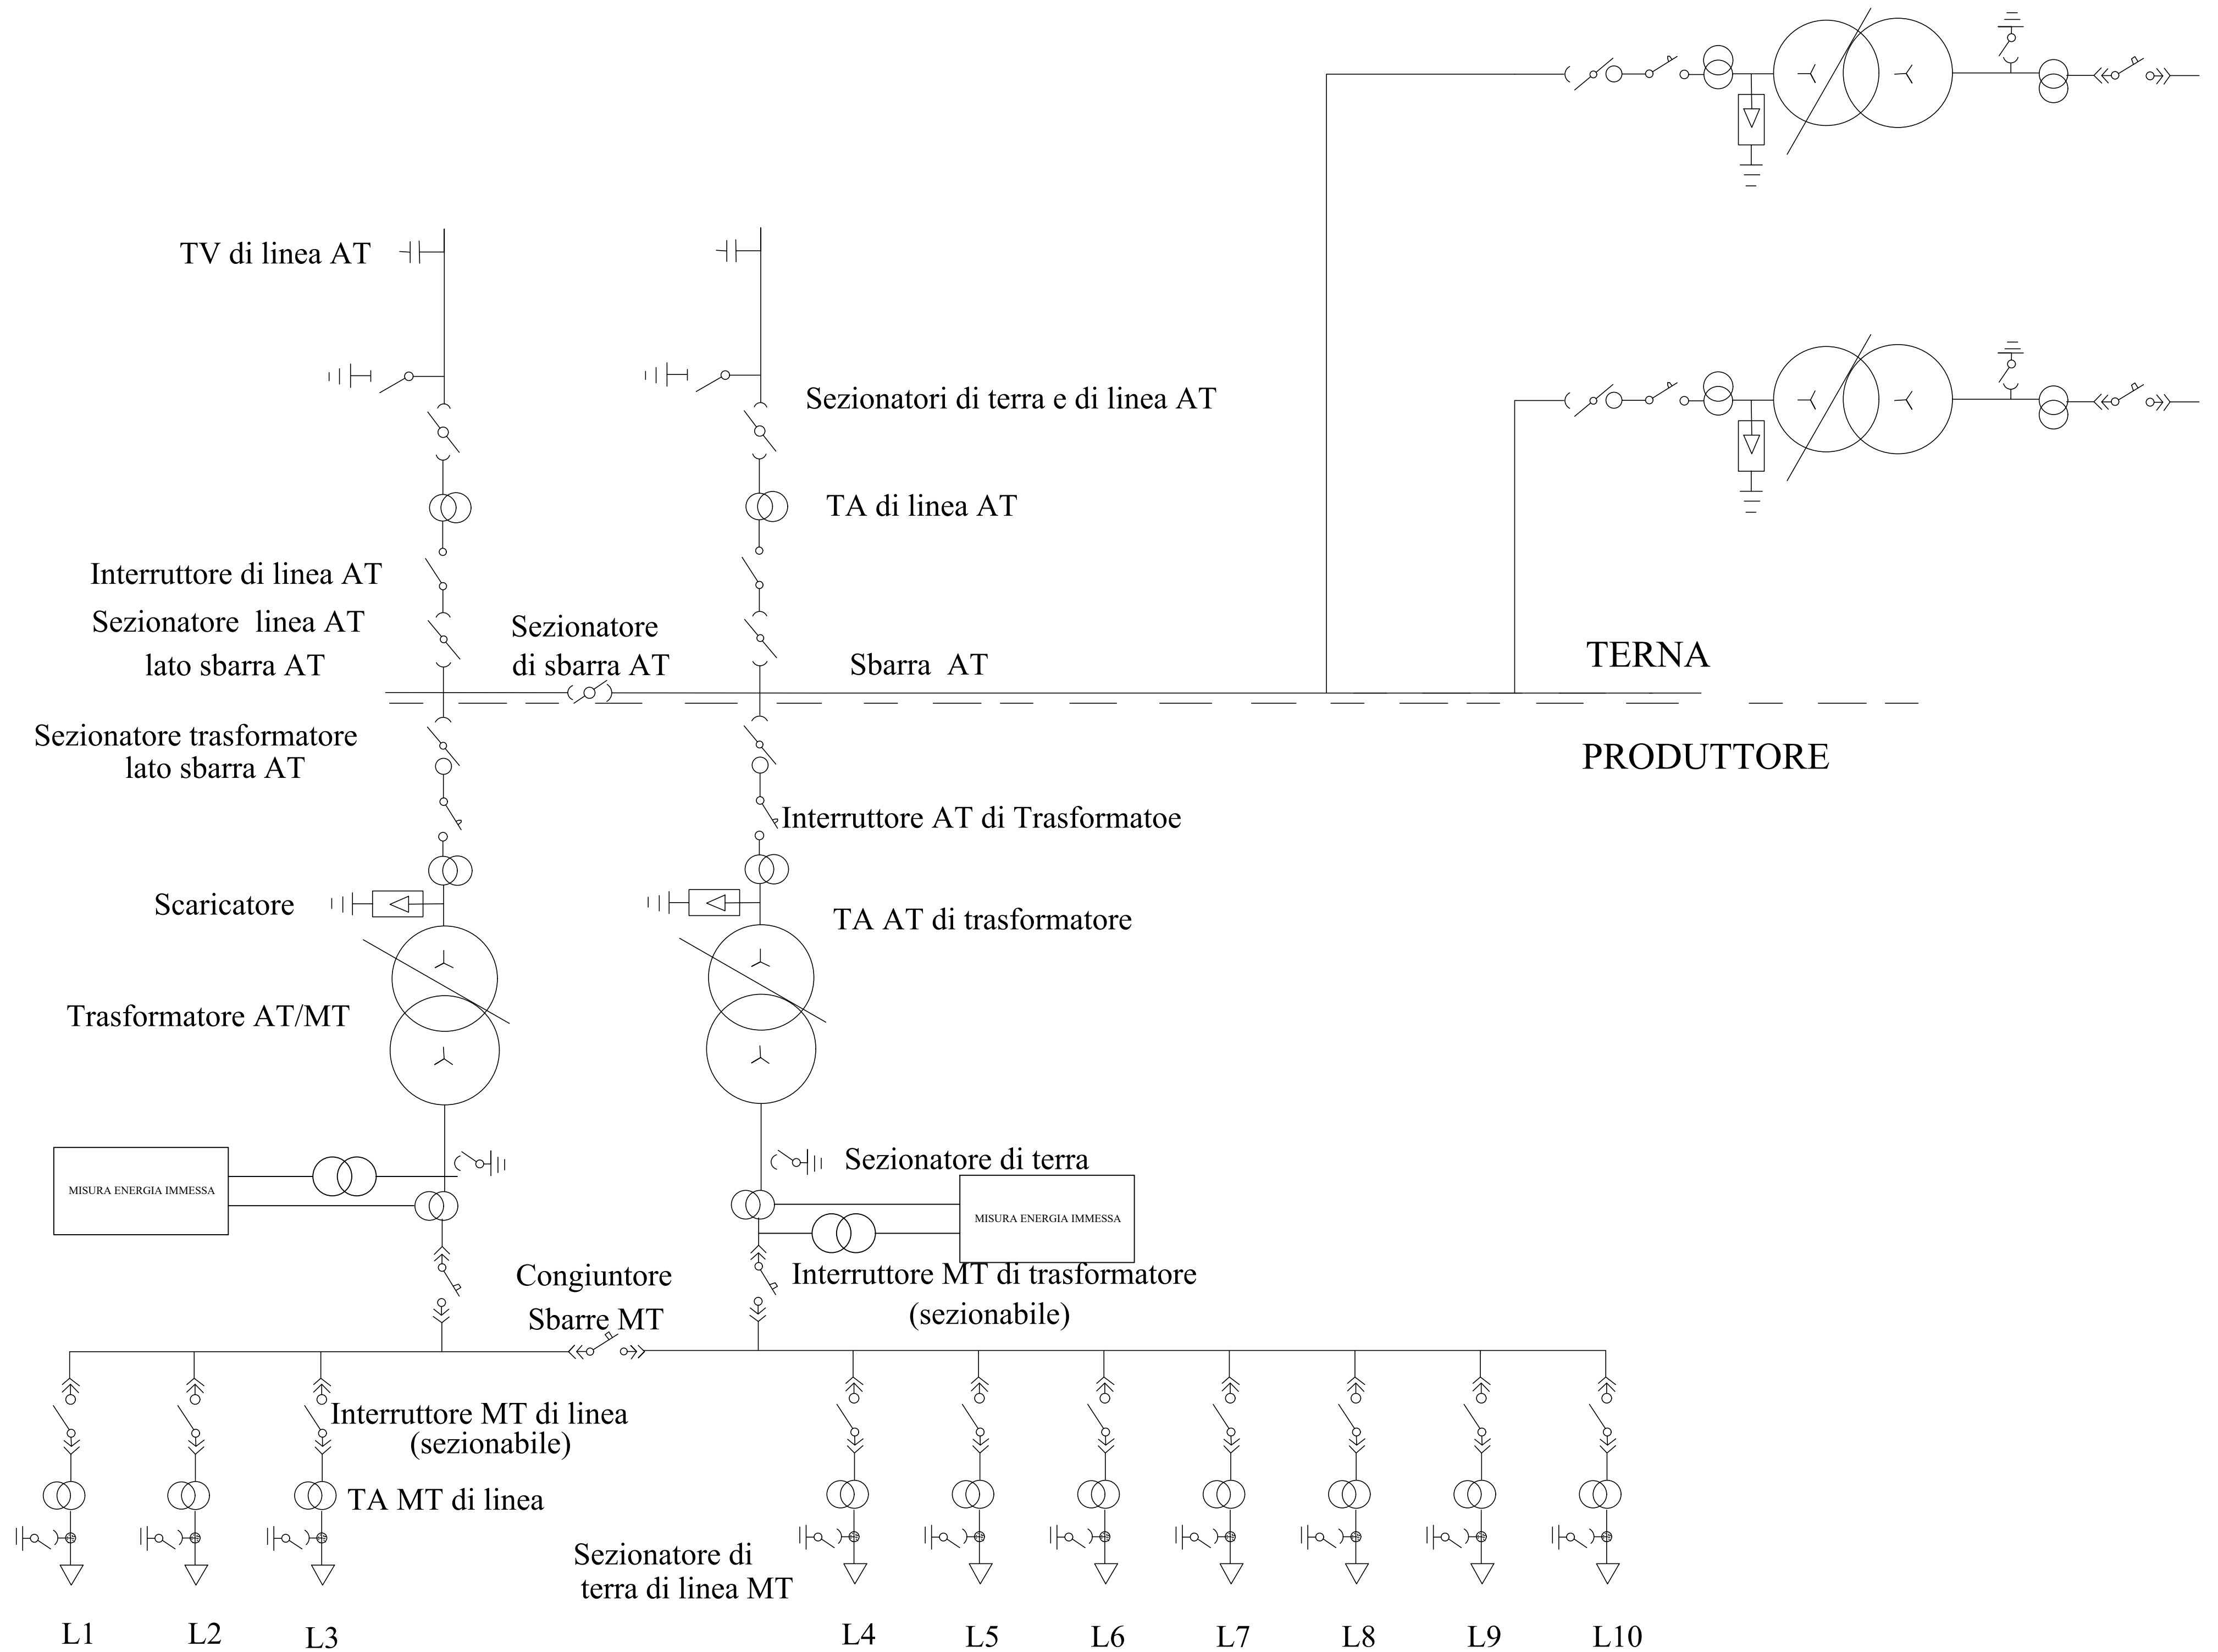 TV di linea AT
Sezionatori di terra e di linea AT
TA di linea AT
Interruttore di linea AT
Sezionatore linea AT
lato sbarra AT
Sezionatore
di sbarra AT
Sbarra AT
TERNA
PRODUTTORE
Sezionatore trasformatore
lato sbarra AT
Interruttore AT di Trasformatoe
Scaricatore
TA AT di trasformatore
Trasformatore AT/MT
Sezionatore di terra
MISURA ENERGIA IMMESSA
MISURA ENERGIA IMMESSA
Congiuntore
Sbarre MT
Interruttore MT di trasformatore
(sezionabile)
Interruttore MT di linea
(sezionabile)
TA MT di linea
Sezionatore di
terra di linea MT
L1
L2
L3
L4
L5
L6
L7
L8
L9
L10